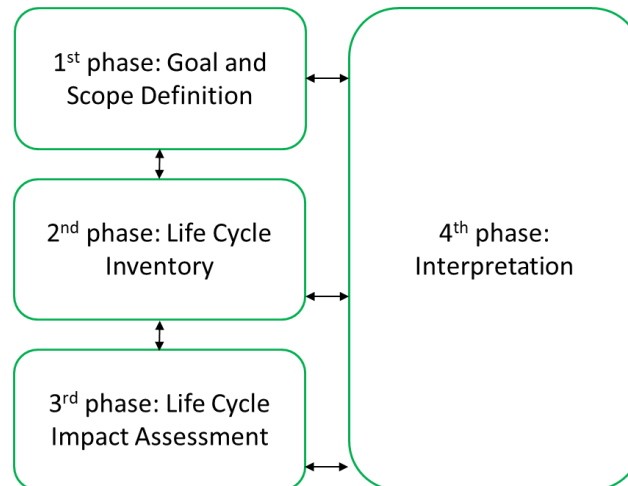 1st phase: Goal and
Scope Definition
2nd phase: Life Cycle
Inventory
3rd phase: Life Cycle
Impact Assessment
4th phase:
Interpretation